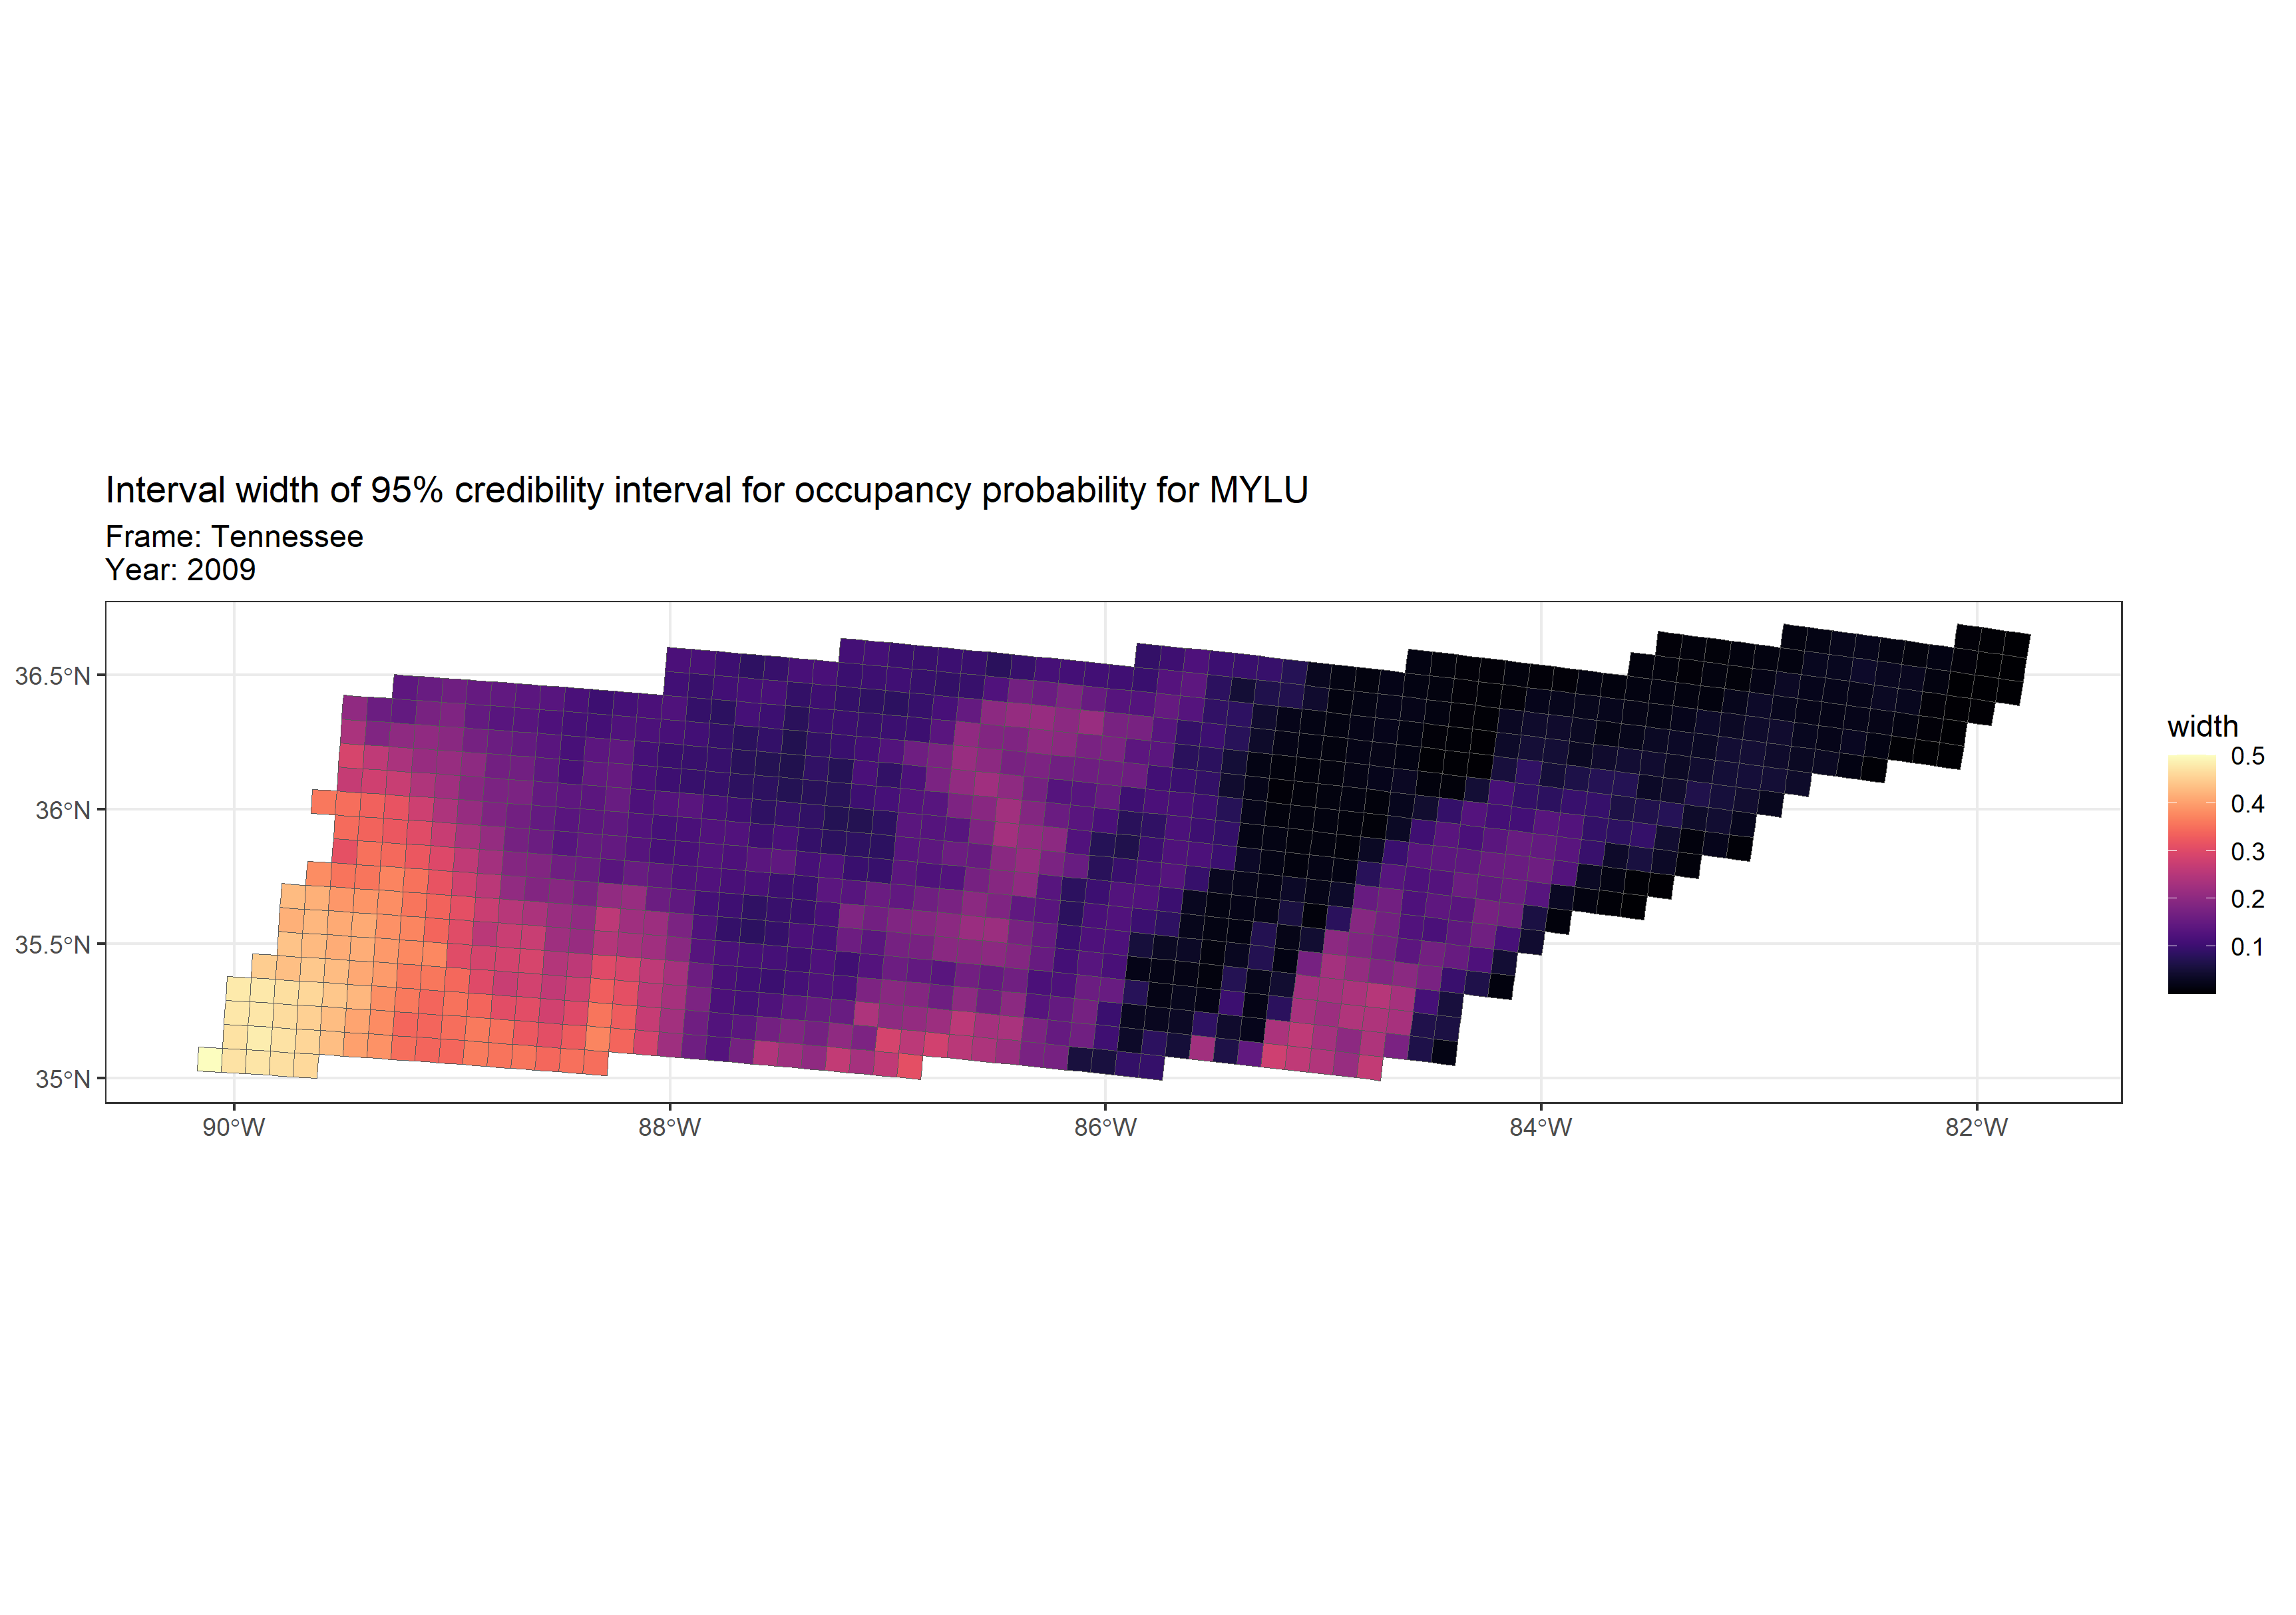 Interval width of 95% credibility interval for occupancy probability for MYLU
Frame: Tennessee
Year: 2009
width
0.5
0.4
0.3
0.2
0.1
36.5°N
36°N
35.5°N
35°N
90°W
88°W
86°W
84°W
82°W